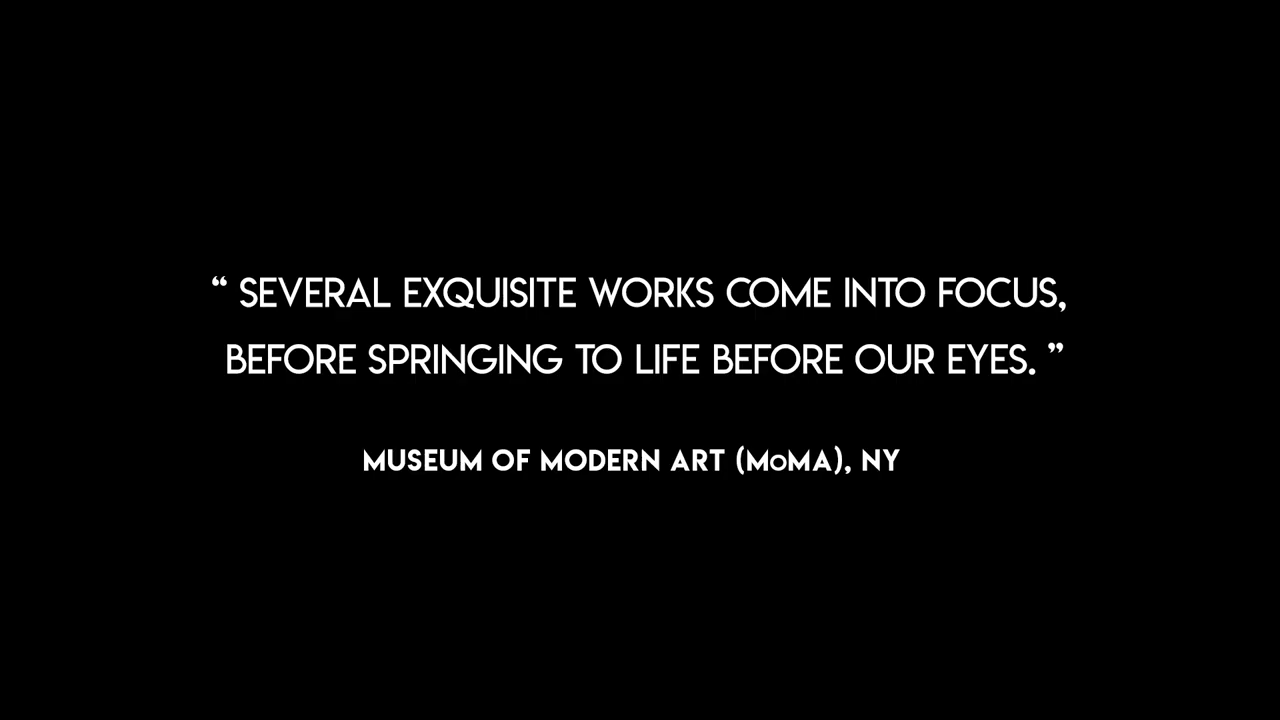 “ SEVERAL EXQUISITE WORKS COME INTO FOCUS,
BEFORE SPRINGING TO LIFE BEFORE OUR EYES. ”
MUSEUM OF MODERN ART (MoMA), NY